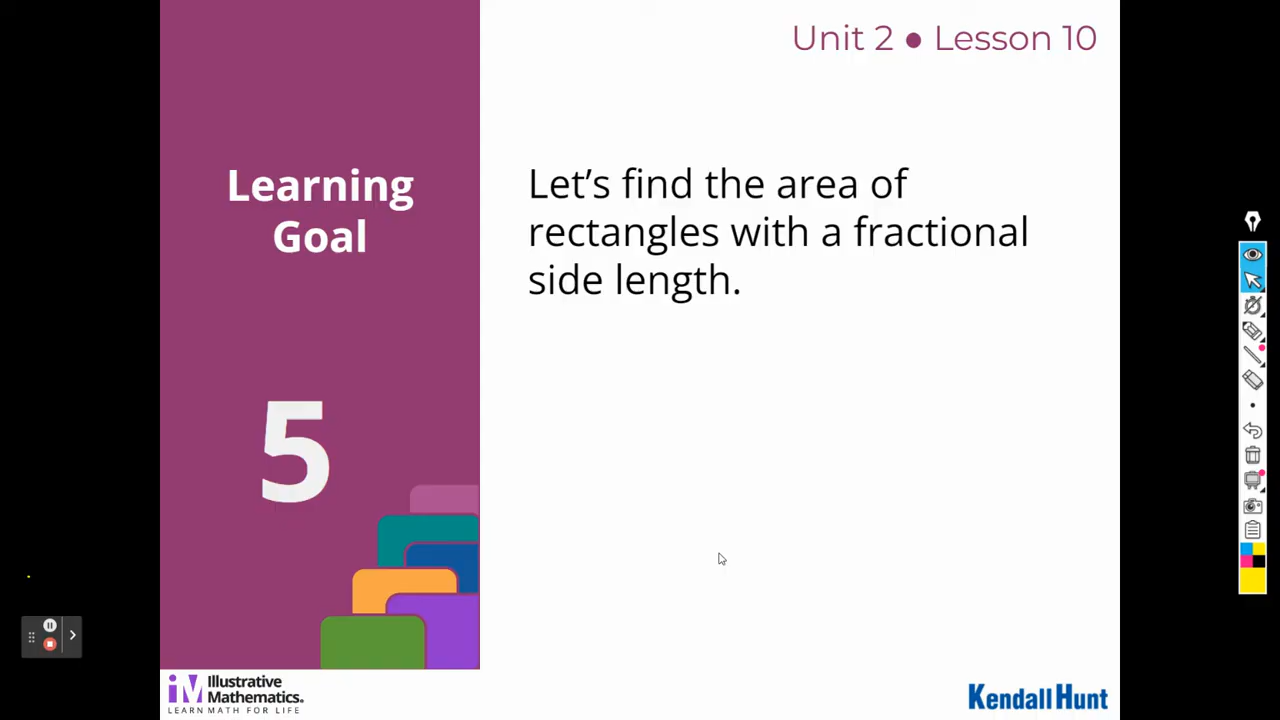 Unit 2 ● Lesson 10
Learning
Goal
Let's find the area of
rectangles with a fractional
side length.
5
iM Illustrative
Mathematics.
LEARN MATH FOR LIFE
Kendall Hunt